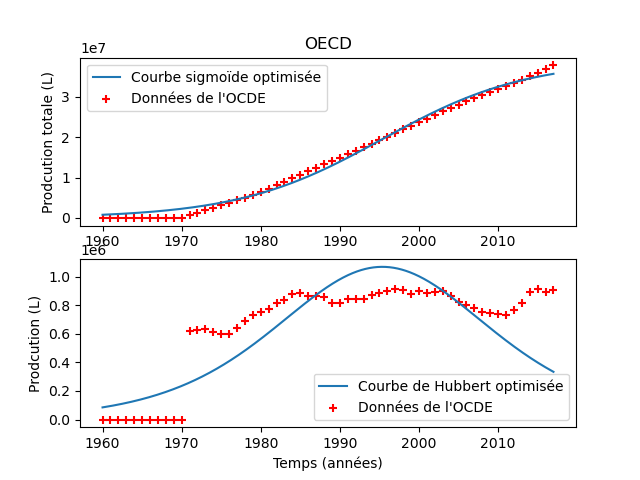 OECD
1e7
Prodcution totale (L)
3
2
1
0
Courbe sigmoïde optimisée
Données de l'OCDE
1960 1970 1980 1990 2000 2010
1e6
Prodcution (L)
1.0
0.8
0.6
0.4
0.2
0.0
Courbe de Hubbert optimisée
Données de l'OCDE
1960 1970 1980 1990 2000 2010
Temps (années)